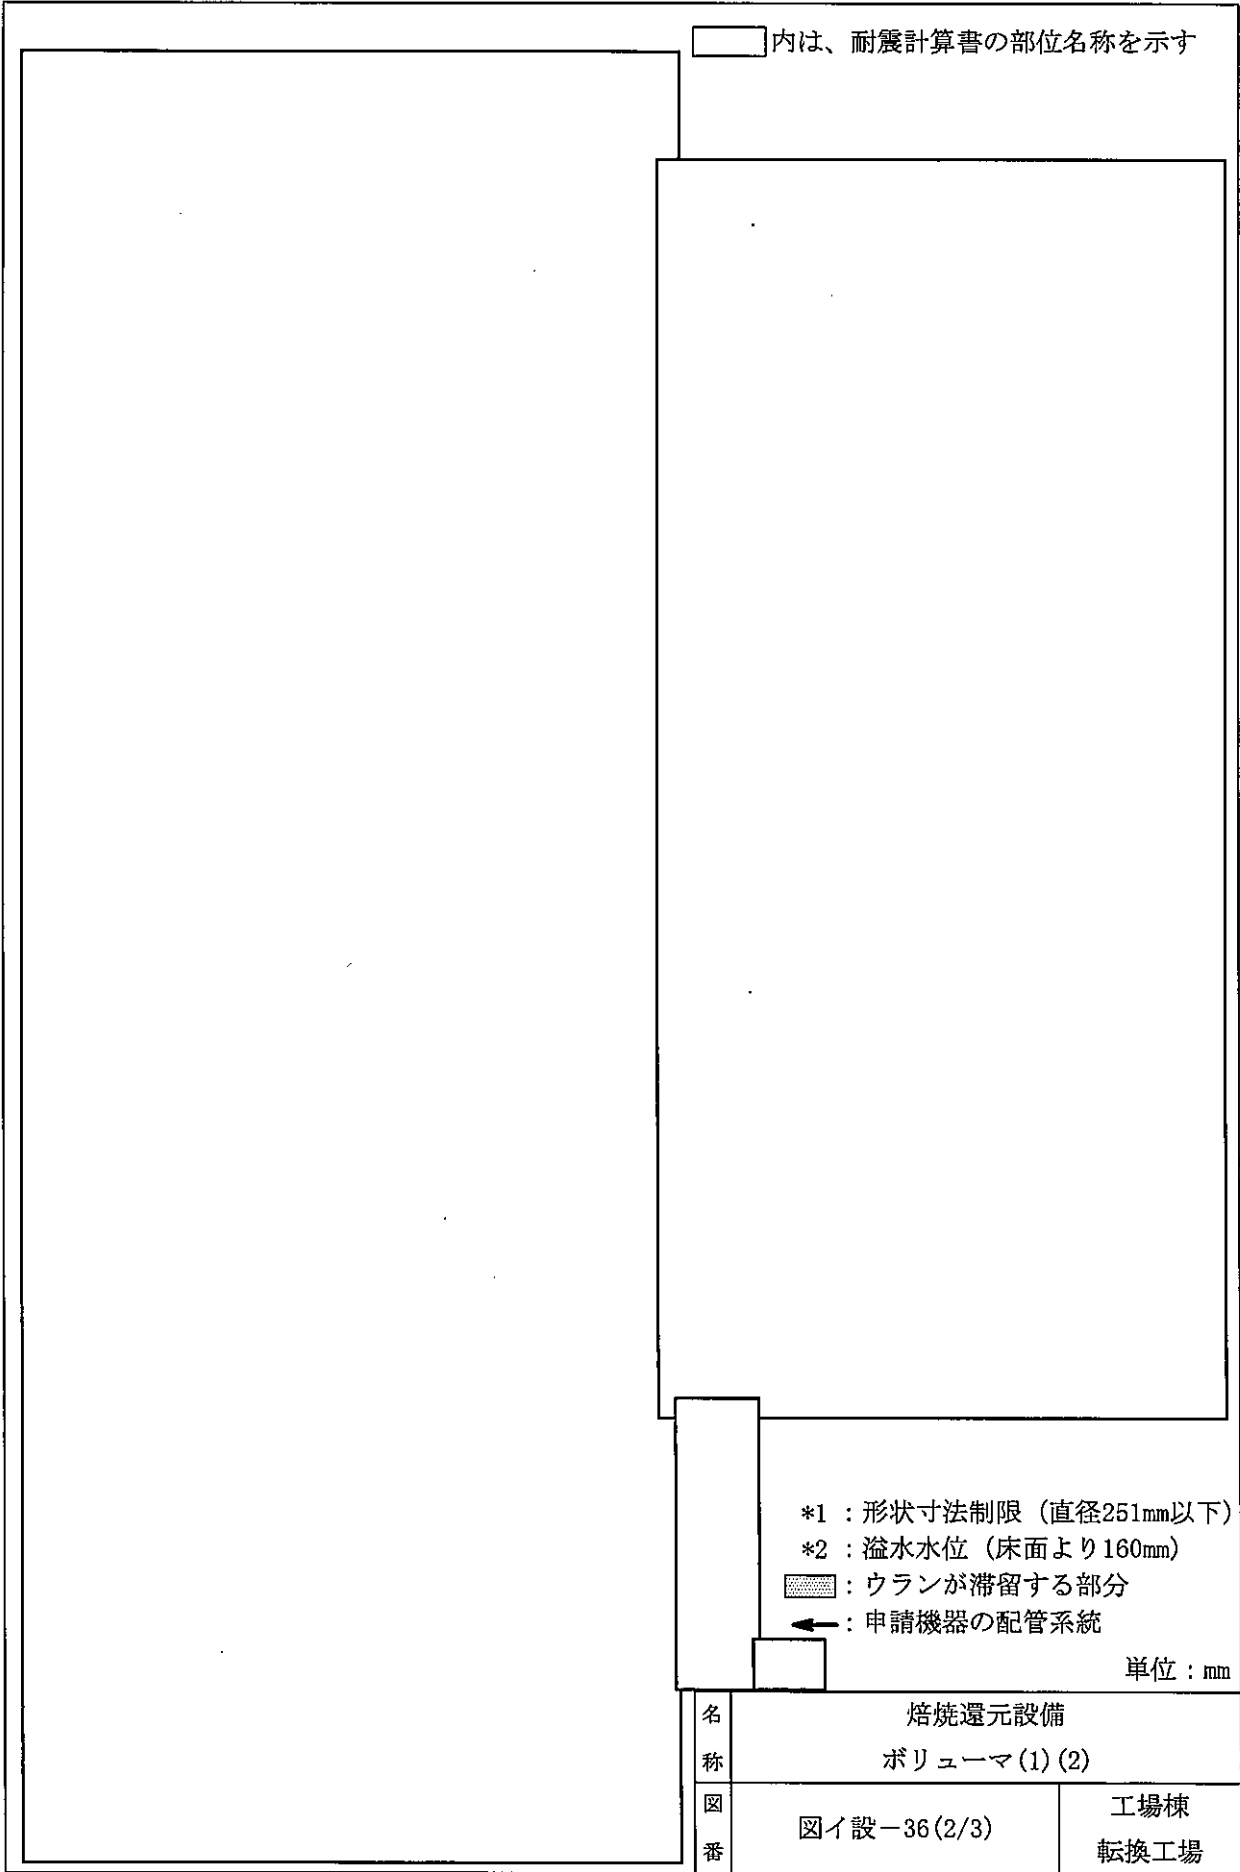 内は、耐震計算書の部位名称を示す
*1 ：形状寸法制限（直径251mm以下）
*2 ：溢水水位（床面より160mm）
：ウランが滞留する部分
：申請機器の配管系統
単位：mm
名称
焙焼還元設備
ボリューマ(1)(2)
図番
図イ設－36(2/3)
工場棟
転換工場